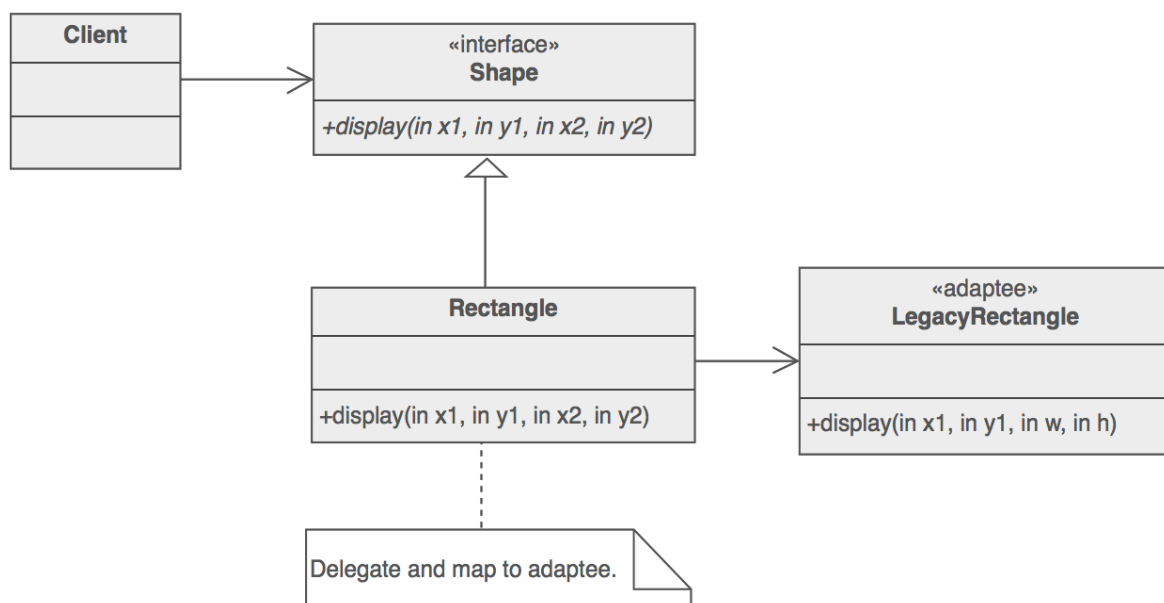 Client
«interface»
Shape
+display(in x1, in y1, in x2, in y2)
Rectangle
+display(in x1, in y1, in x2, in y2)
«adaptee»
LegacyRectangle
+display(in x1, in y1, in w, in h)
Delegate and map to adaptee.